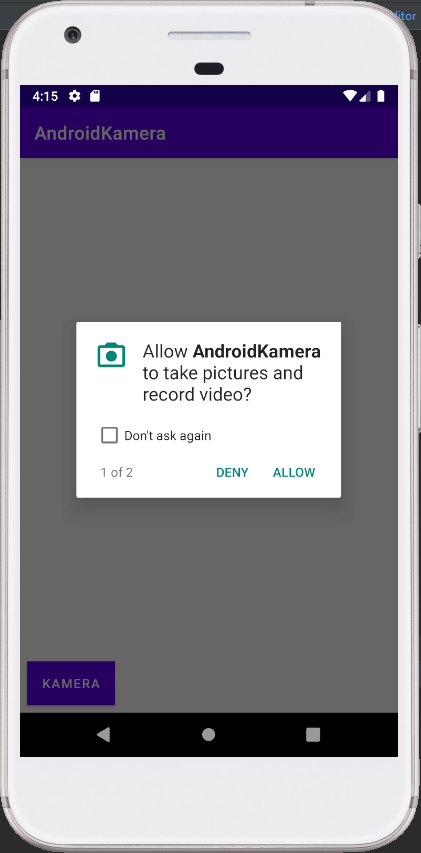 ditor
4:15
AndroidKamera
Allow AndroidKamera
to take pictures and
record video?
Don't ask again
1 of 2 DENY ALLOW
KAMERA